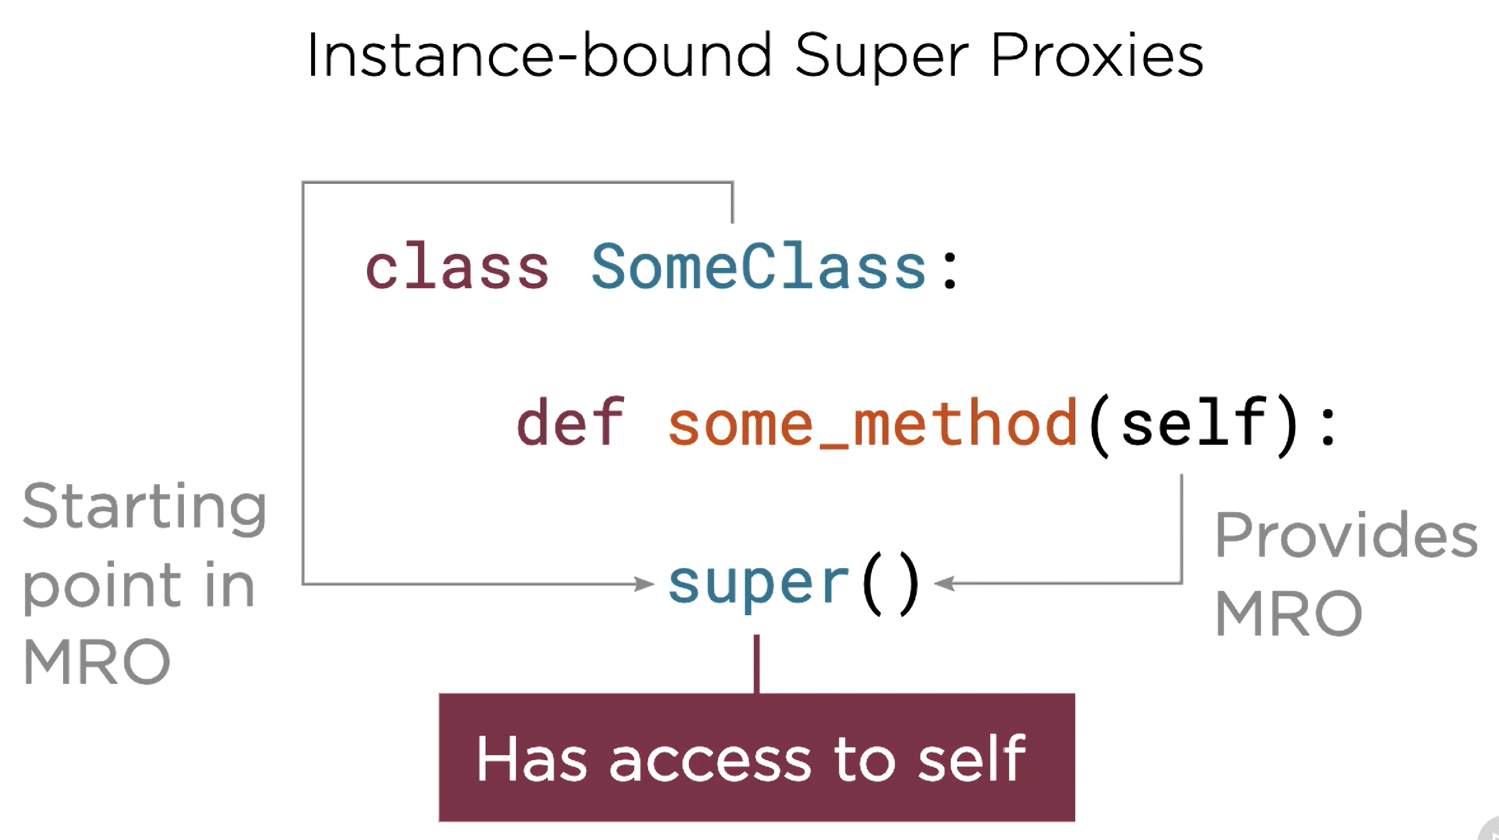 Instance-bound Super Proxies
class SomeClass:
def some_method(self):
Starting
point in
MRO
super()
Provides
MRO
Has access to self